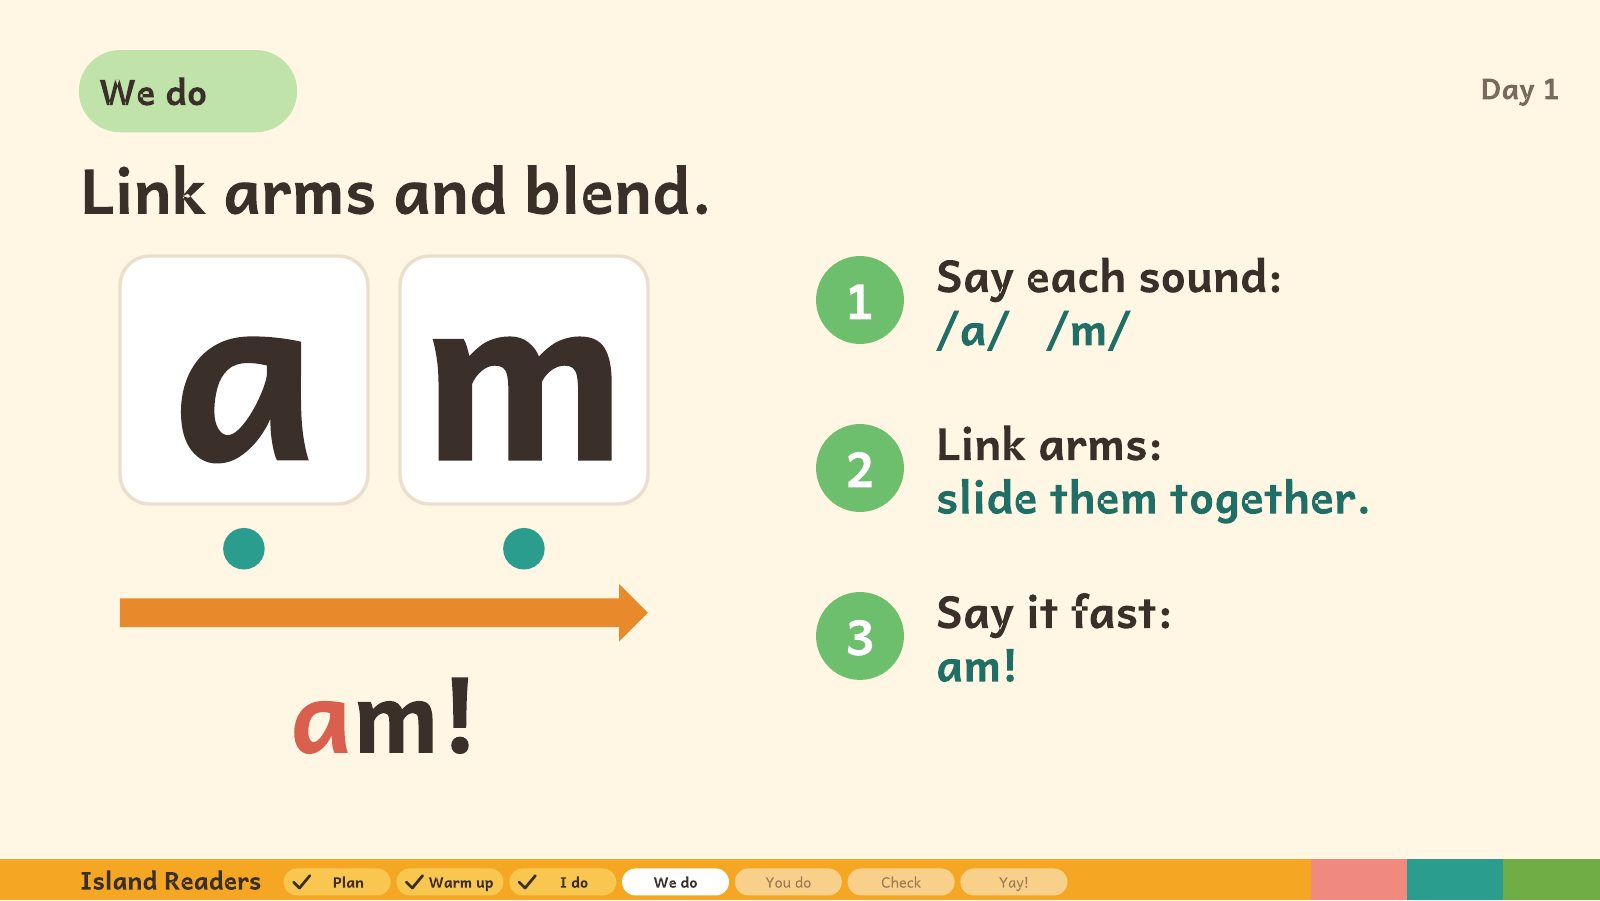 We do
Day 1
Link arms and blend.
a m
am!
1
Say each sound:
/a/ /m/
2
Link arms:
slide them together.
3
Say it fast:
am!
Island Readers
Plan
Warm up
I do
We do
You do
Check
Yay!